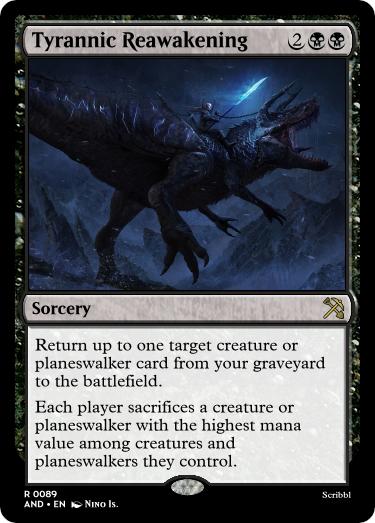 Tyrannic Reawakening 2
Sorcery
Return up to one target creature or
planeswalker card from your graveyard
to the battlefield.
Each player sacrifices a creature or
planeswalker with the highest mana
value among creatures and
planeswalkers they control.
R 0089
AND • EN Nino Is.
Scribbl